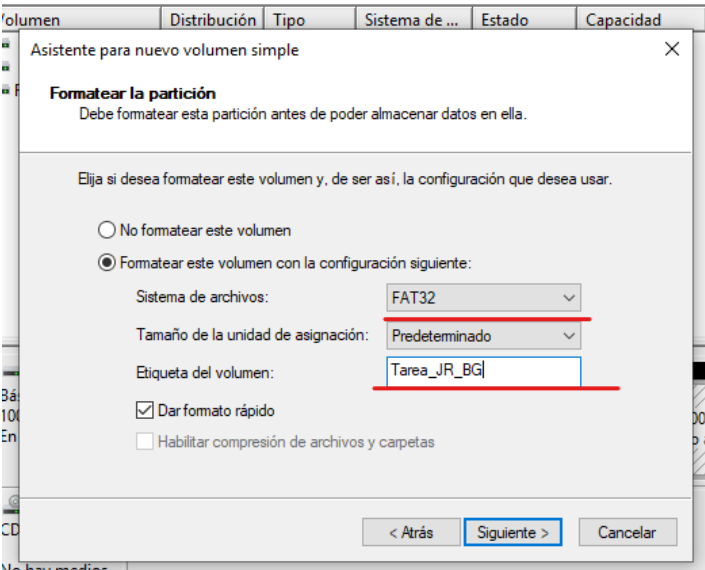 Volumen Distribución Tipo Sistema de ... Estado Capacidad
Asistente para nuevo volumen simple
Formatear la partición
Debe formatear esta partición antes de poder almacenar datos en ella.
Elija si desea formatear este volumen y, de ser así, la configuración que desea usar.
No formatear este volumen
Formatear este volumen con la configuración siguiente:
Sistema de archivos: FAT32
Tamaño de la unidad de asignación: Predeterminado
Etiqueta del volumen: Tarea_JR_BG
Dar formato rápido
Habilitar compresión de archivos y carpetas
< Atrás Siguiente > Cancelar
Bás
100
En
CD
No hay medios